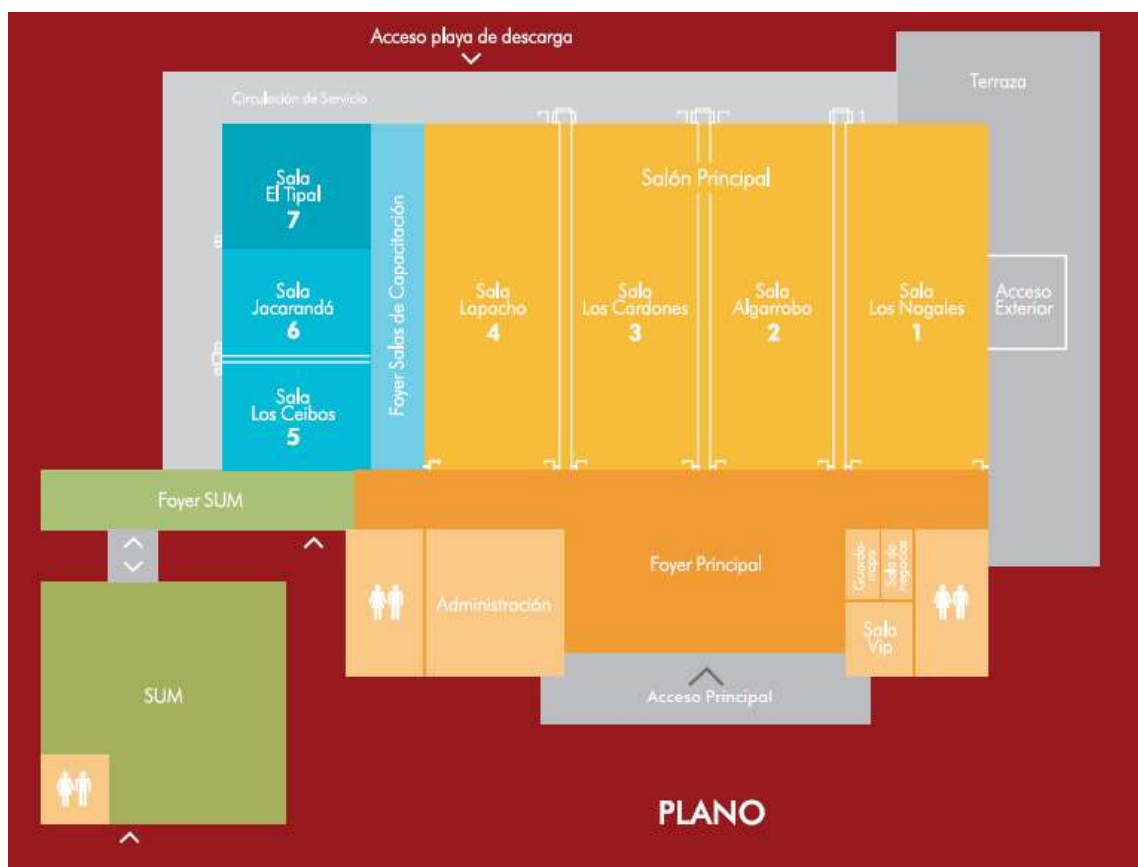 Acceso playa de descarga
Terraza
Circulación de Servicio
Sala
El Tipal
7
Foyer Salas de Capacitación
Salón Principal
Sala
Jacarandá
6
Sala
Lapacho
4
Sala
Los Cardones
3
Sala
Algarrobo
2
Sala
Los Nogales
1
Acceso
Exterior
Sala
Los Ceibos
5
Foyer SUM
Foyer Principal
Guarda-
rropa
Sala de
negocios
Administración
Sala
Vip
SUM
Acceso Principal
PLANO